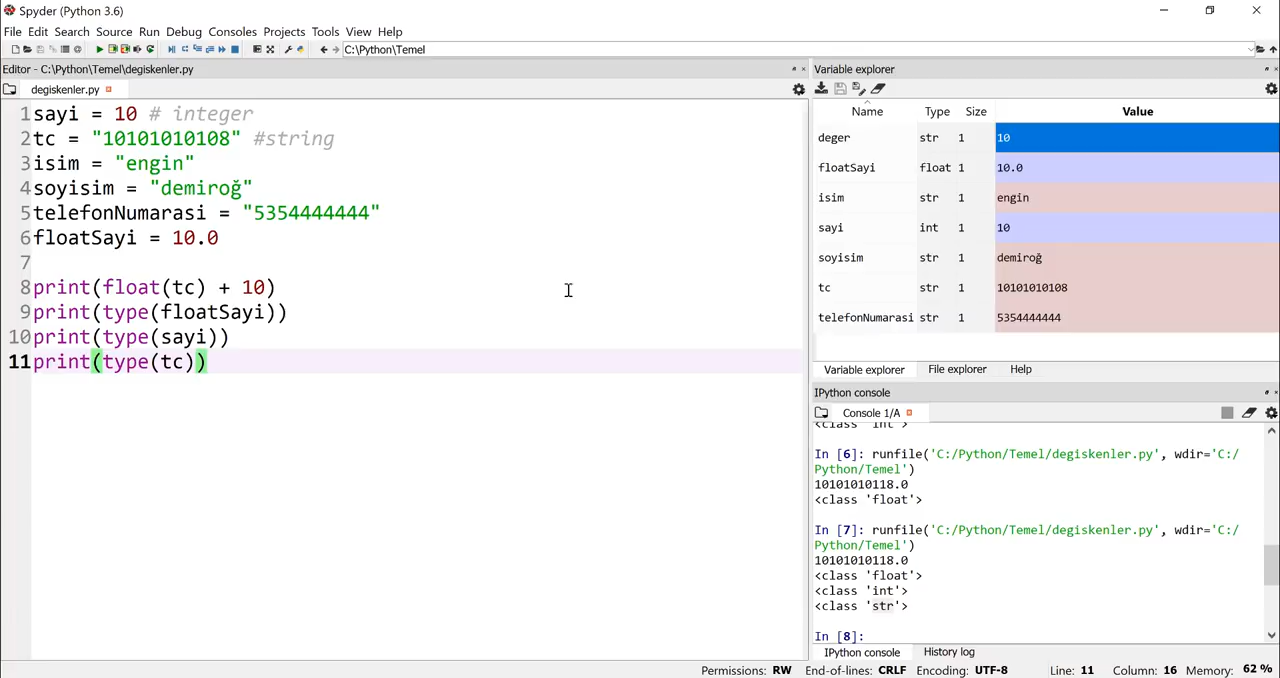 Spyder (Python 3.6)
File Edit Search Source Run Debug Consoles Projects Tools View Help
C:\Python\Temel
Editor - C:\Python\Temel\degiskenler.py
degiskenler.py
1 sayi = 10 # integer
2 tc = "10101010108" #string
3 isim = "engin"
4 soyisim = "demiroğ"
5 telefonNumarasi = "5354444444"
6 floatSayi = 10.0
7
8 print(float(tc) + 10)
9 print(type(floatSayi))
10 print(type(sayi))
11 print(type(tc))
Variable explorer
Name Type Size Value
deger str 1 10
floatSayi float 1 10.0
isim str 1 engin
sayi int 1 10
soyisim str 1 demiroğ
tc str 1 10101010108
telefonNumarasi str 1 5354444444
Variable explorer File explorer Help
IPython console
Console 1/A
<class 'int'>
In [6]: runfile('C:/Python/Temel/degiskenler.py', wdir='C:/
Python/Temel')
10101010118.0
<class 'float'>
In [7]: runfile('C:/Python/Temel/degiskenler.py', wdir='C:/
Python/Temel')
10101010118.0
<class 'float'>
<class 'int'>
<class 'str'>
In [8]:
IPython console History log
Permissions: RW End-of-lines: CRLF Encoding: UTF-8 Line: 11 Column: 16 Memory: 62 %